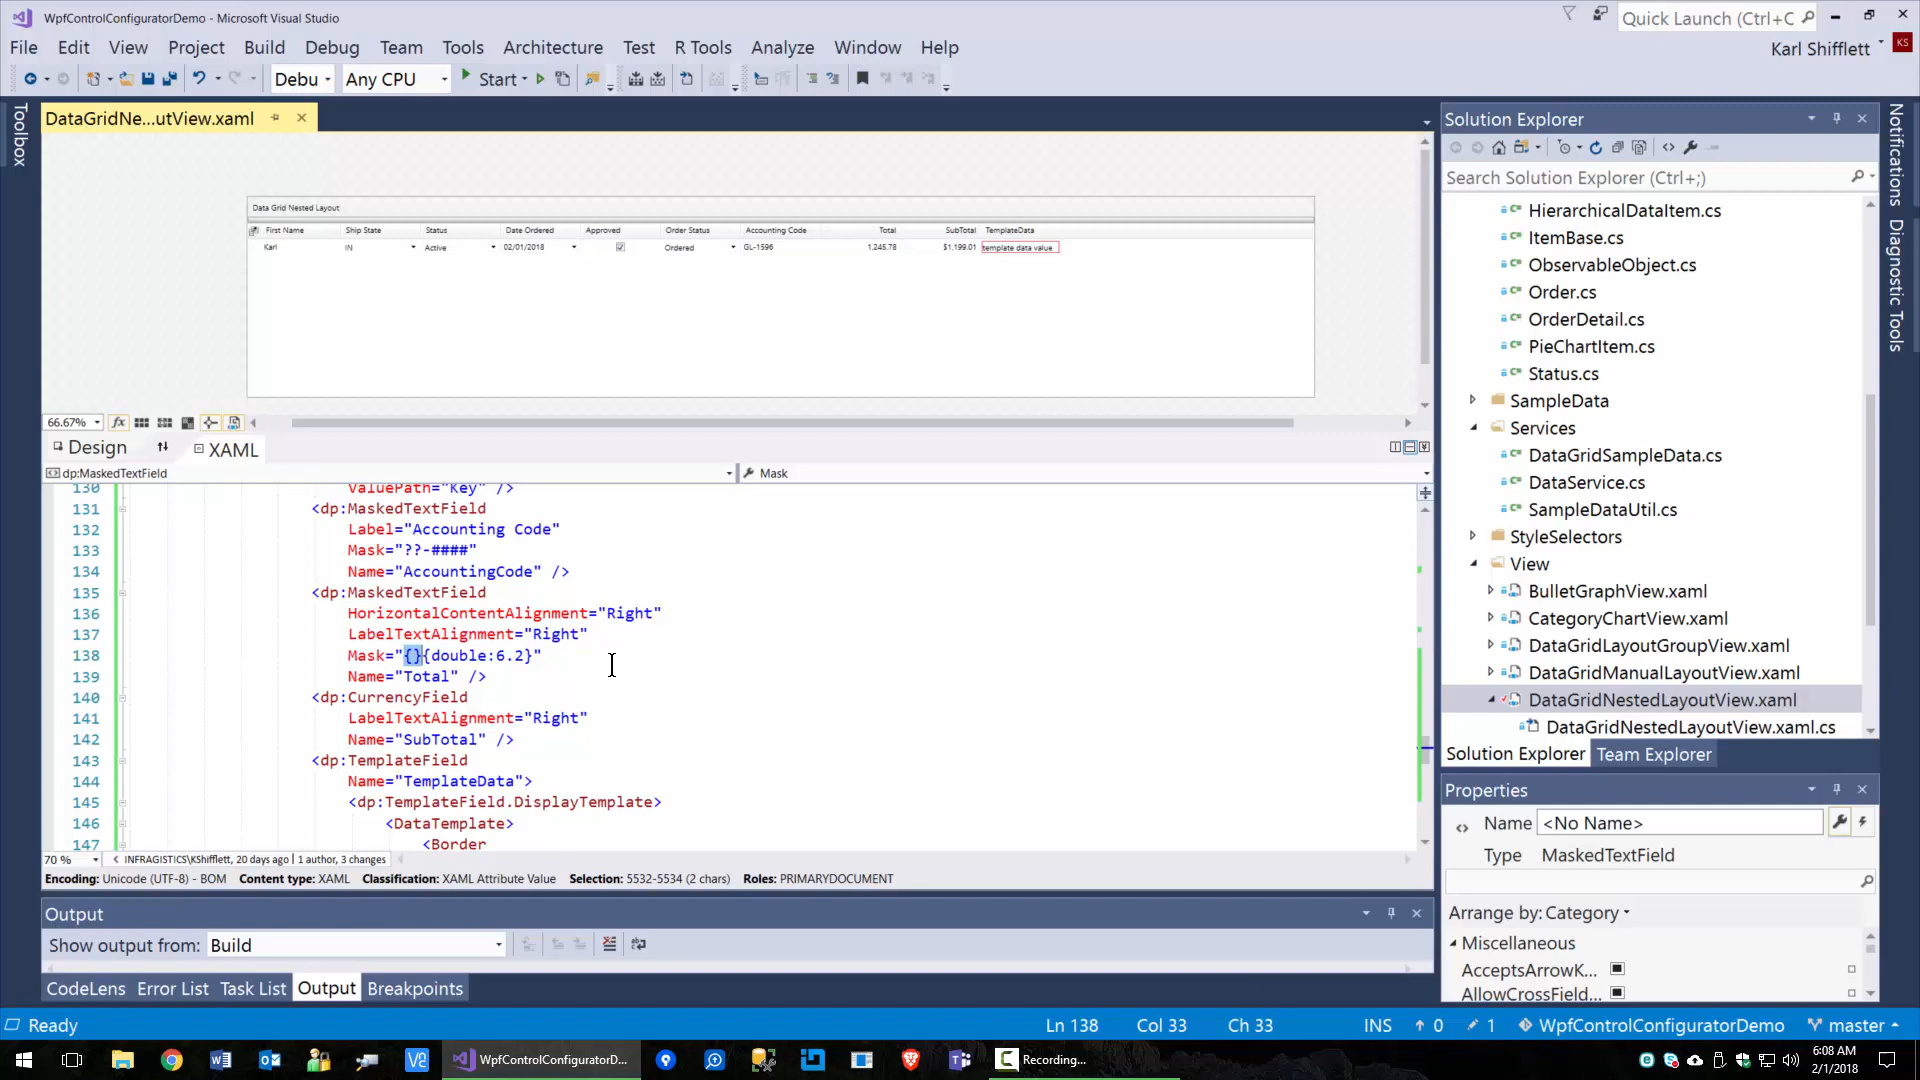 WpfControlConfiguratorDemo - Microsoft Visual Studio
Quick Launch (Ctrl+C
File Edit View Project Build Debug Team Tools Architecture Test R Tools Analyze Window Help
Karl Shifflett
KS
Debu
Any CPU
Start
Toolbox
DataGridNe...utView.xaml
Data Grid Nested Layout
First Name Ship State Status Date Ordered Approved Order Status Accounting Code Total SubTotal TemplateData
Karl IN Active 02/01/2018 Ordered GL-1596 1,245.78 $1,199.01 template data value
66.67%
fx
Design
XAML
dp:MaskedTextField
Mask
130 ValuePath="Key" />
131 <dp:MaskedTextField
132 Label="Accounting Code"
133 Mask="??-####"
134 Name="AccountingCode" />
135 <dp:MaskedTextField
136 HorizontalContentAlignment="Right"
137 LabelTextAlignment="Right"
138 Mask="{}{double:6.2}"
139 Name="Total" />
140 <dp:CurrencyField
141 LabelTextAlignment="Right"
142 Name="SubTotal" />
143 <dp:TemplateField
144 Name="TemplateData">
145 <dp:TemplateField.DisplayTemplate>
146 <DataTemplate>
147 <Border
70 %
INFRAGISTICS\KShifflett, 20 days ago | 1 author, 3 changes
Encoding: Unicode (UTF-8) - BOM Content type: XAML Classification: XAML Attribute Value Selection: 5532-5534 (2 chars) Roles: PRIMARYDOCUMENT
Output
Show output from: Build
CodeLens Error List Task List Output Breakpoints
Solution Explorer
Search Solution Explorer (Ctrl+;)
HierarchicalDataItem.cs
ItemBase.cs
ObservableObject.cs
Order.cs
OrderDetail.cs
PieChartItem.cs
Status.cs
SampleData
Services
DataGridSampleData.cs
DataService.cs
SampleDataUtil.cs
StyleSelectors
View
BulletGraphView.xaml
CategoryChartView.xaml
DataGridLayoutGroupView.xaml
DataGridManualLayoutView.xaml
DataGridNestedLayoutView.xaml
DataGridNestedLayoutView.xaml.cs
Solution Explorer Team Explorer
Properties
Name <No Name>
Type MaskedTextField
Arrange by: Category
Miscellaneous
AcceptsArrowK...
AllowCrossField...
Notifications
Diagnostic Tools
Ready
Ln 138 Col 33 Ch 33 INS 0 1 WpfControlConfiguratorDemo master
WpfControlConfiguratorD...
Recording...
6:08 AM
2/1/2018